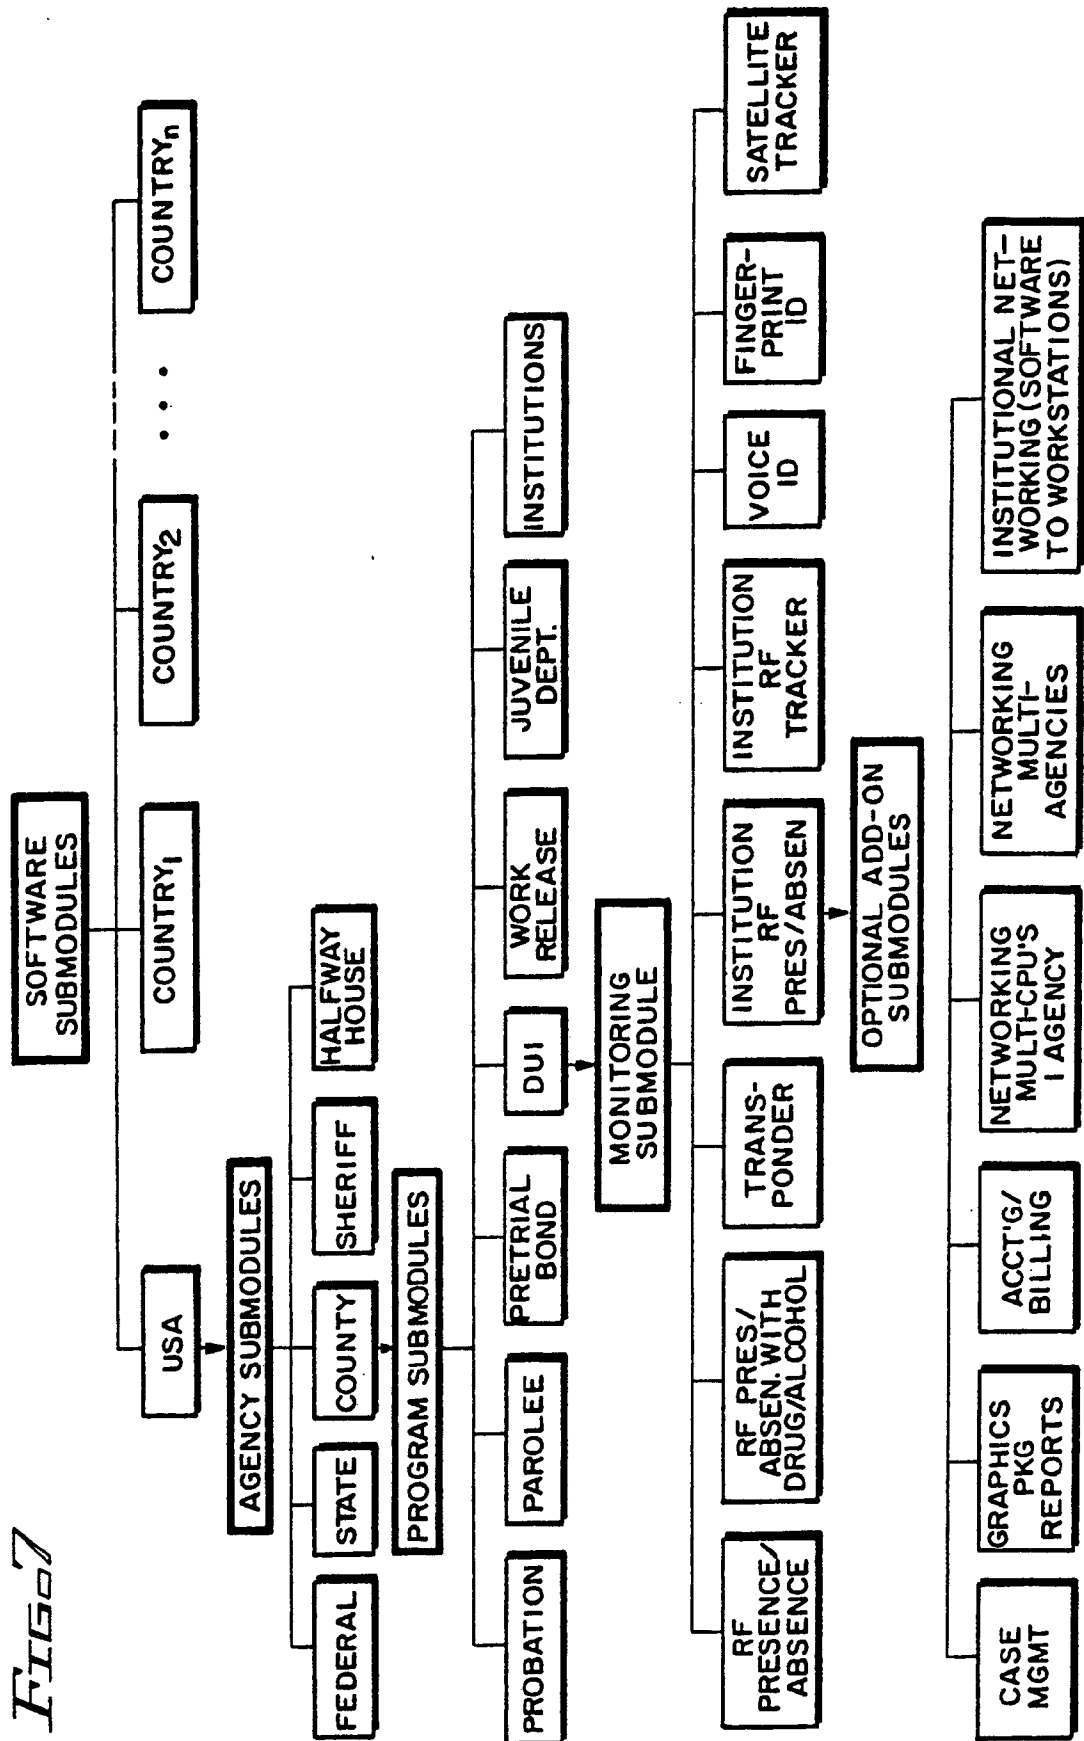 FIG. 7
SOFTWARE
SUBMODULES
USA
COUNTRY1
COUNTRY2
• • •
COUNTRYn
AGENCY SUBMODULES
FEDERAL
STATE
COUNTY
SHERIFF
HALFWAY
HOUSE
PROGRAM SUBMODULES
PROBATION
PAROLEE
PRETRIAL
BOND
DUI
WORK
RELEASE
JUVENILE
DEPT.
INSTITUTIONS
MONITORING
SUBMODULE
RF
PRESENCE/
ABSENCE
RF PRES/
ABSEN. WITH
DRUG/ALCOHOL
TRANS-
PONDER
INSTITUTION
RF
PRES/ABSEN
INSTITUTION
RF
TRACKER
VOICE
ID
FINGER-
PRINT
ID
SATELLITE
TRACKER
OPTIONAL ADD-ON
SUBMODULES
CASE
MGMT
GRAPHICS
PKG
REPORTS
ACCT'G/
BILLING
NETWORKING
MULTI-CPU'S
1 AGENCY
NETWORKING
MULTI-
AGENCIES
INSTITUTIONAL NET-
WORKING (SOFTWARE
TO WORKSTATIONS)